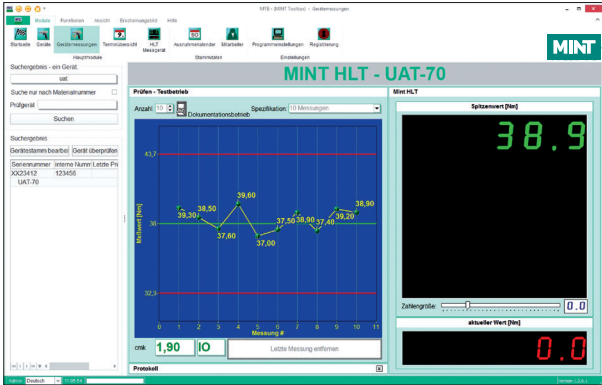 MTB - (MINT Toolbox) - Gerätemessungen
Module Funktionen Ansicht Erscheinungsbild Hilfe
Startseite Geräte Gerätemessungen Terminübersicht HLT Messgerät Ausnahmekalender Mitarbeiter Programmeinstellungen Registrierung
Hauptmodule Stammdaten Einstellungen
MINT
Suchergebnis - ein Gerät.
uat
Suche nur nach Materialnummer
Prüfgerät
Suchen
Suchergebnis
Gerätestamm bearbei Gerät überprüfen
Seriennummer interne Numm Letzte Prü
XX23412 123456
UAT-70
MINT HLT - UAT-70
Prüfen - Testbetrieb
Anzahl: 10
Dokumentationsbetrieb
Spezifikation: 10 Messungen
Meßwert [Nm]
43,7
38
32,3
39,30
38,50
37,60
39,60
37,00
37,50
38,90
37,40
39,20
38,90
0 1 2 3 4 5 6 7 8 9 10 11
Messung #
cmk 1,90 IO Letzte Messung entfernen
Protokoll
Mint HLT
Spitzenwert [Nm]
38.9
Zahlengröße: 0.0
aktueller Wert [Nm]
0.0
Admin Deutsch